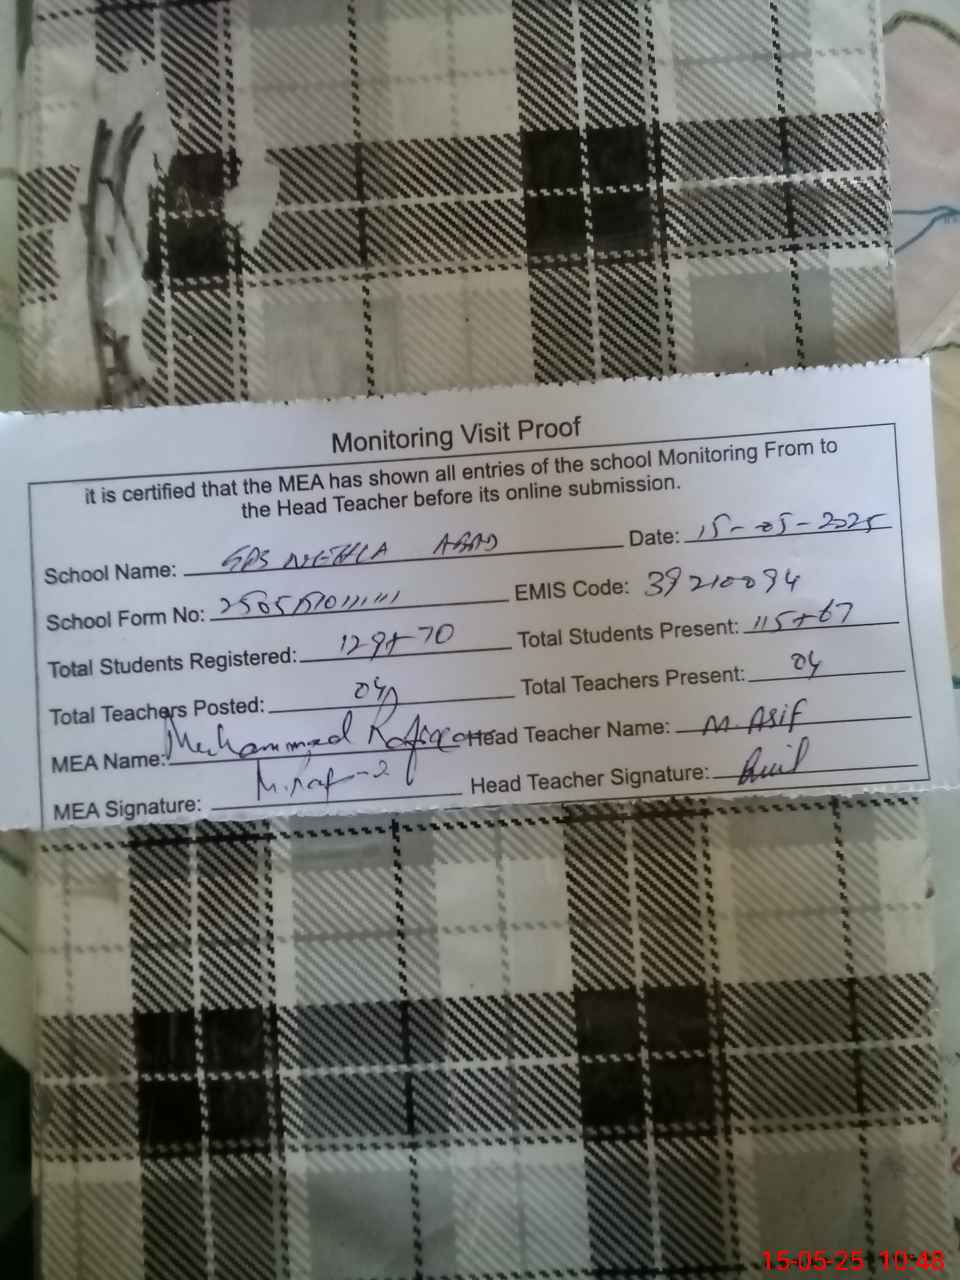 Monitoring Visit Proof
it is certified that the MEA has shown all entries of the school Monitoring From to
the Head Teacher before its online submission.
School Name: GPS NETHLA ABAD Date: 15-05-2025
School Form No: EMIS Code: 39210094
Total Students Registered: 129+70 Total Students Present: 115+67
Total Teachers Posted: 04 Total Teachers Present: 04
MEA Name: Muhammad Head Teacher Name: M. Asif
MEA Signature: Head Teacher Signature:
15-05-25 10:48